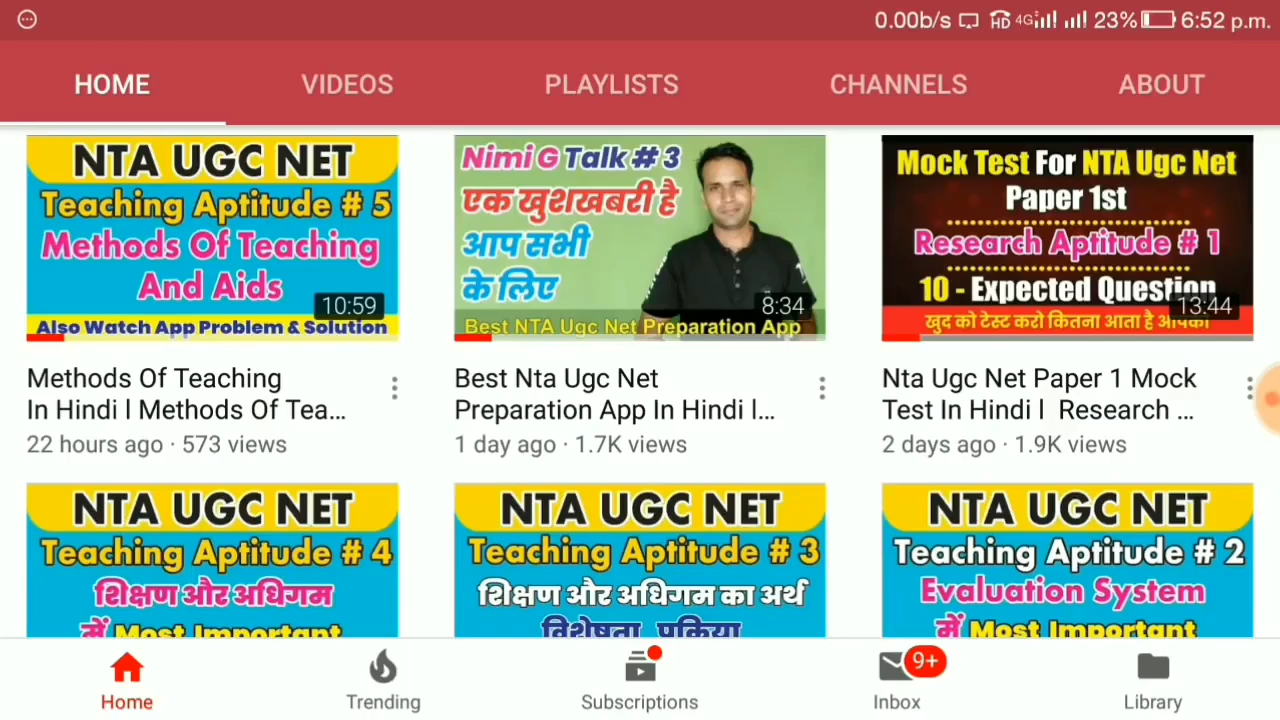 0.00b/s HD 4G 23% 6:52 p.m.
HOME VIDEOS PLAYLISTS CHANNELS ABOUT
NTA UGC NET
Teaching Aptitude # 5
Methods Of Teaching
And Aids
10:59
Also Watch App Problem & Solution
Methods Of Teaching
In Hindi l Methods Of Tea...
22 hours ago · 573 views
Nimi G Talk # 3
एक खुशखबरी है
आप सभी
के लिए
8:34
Best NTA Ugc Net Preparation App
Best Nta Ugc Net
Preparation App In Hindi l...
1 day ago · 1.7K views
Mock Test For NTA Ugc Net
Paper 1st
Research Aptitude # 1
10 - Expected Question
13:44
खुद को टेस्ट करो कितना आता है आपको
Nta Ugc Net Paper 1 Mock
Test In Hindi l Research ...
2 days ago · 1.9K views
NTA UGC NET
Teaching Aptitude # 4
शिक्षण और अधिगम
में Most Important
NTA UGC NET
Teaching Aptitude # 3
शिक्षण और अधिगम का अर्थ
विशेषता प्रक्रिया
NTA UGC NET
Teaching Aptitude # 2
Evaluation System
में Most Important
9+
Home Trending Subscriptions Inbox Library